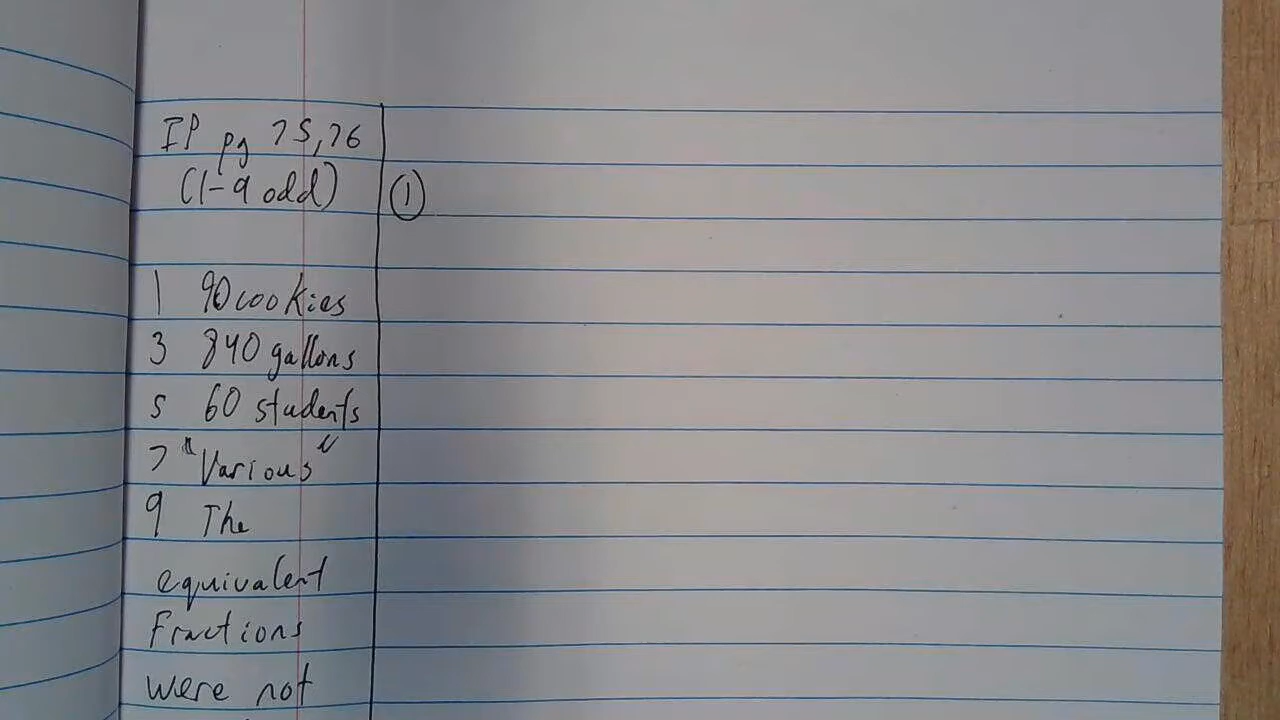 IP pg 75,76
(1-9 odd)
①
1 90 cookies
3 840 gallons
5 60 students
7 "Various"
9 The
equivalent
fractions
were not